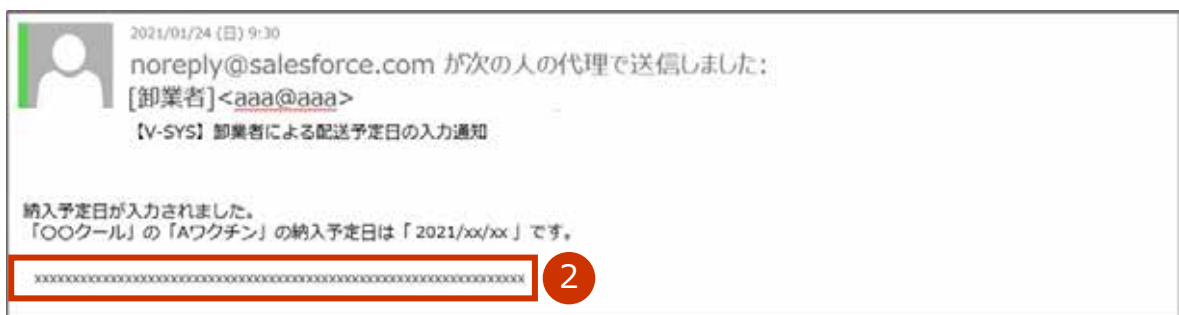 2021/01/24 (日) 9:30
noreply@salesforce.com が次の人の代理で送信しました:
[卸業者]<aaa@aaa>
【V-SYS】卸業者による配送予定日の入力通知
納入予定日が入力されました。
「〇〇クール」の「Aワクチン」の納入予定日は「 2021/xx/xx 」です。
xxxxxxxxxxxxxxxxxxxxxxxxxxxxxxxxxxxxxxxxxxxxxxxxxxxxxxxxxxxxxxxxx
2